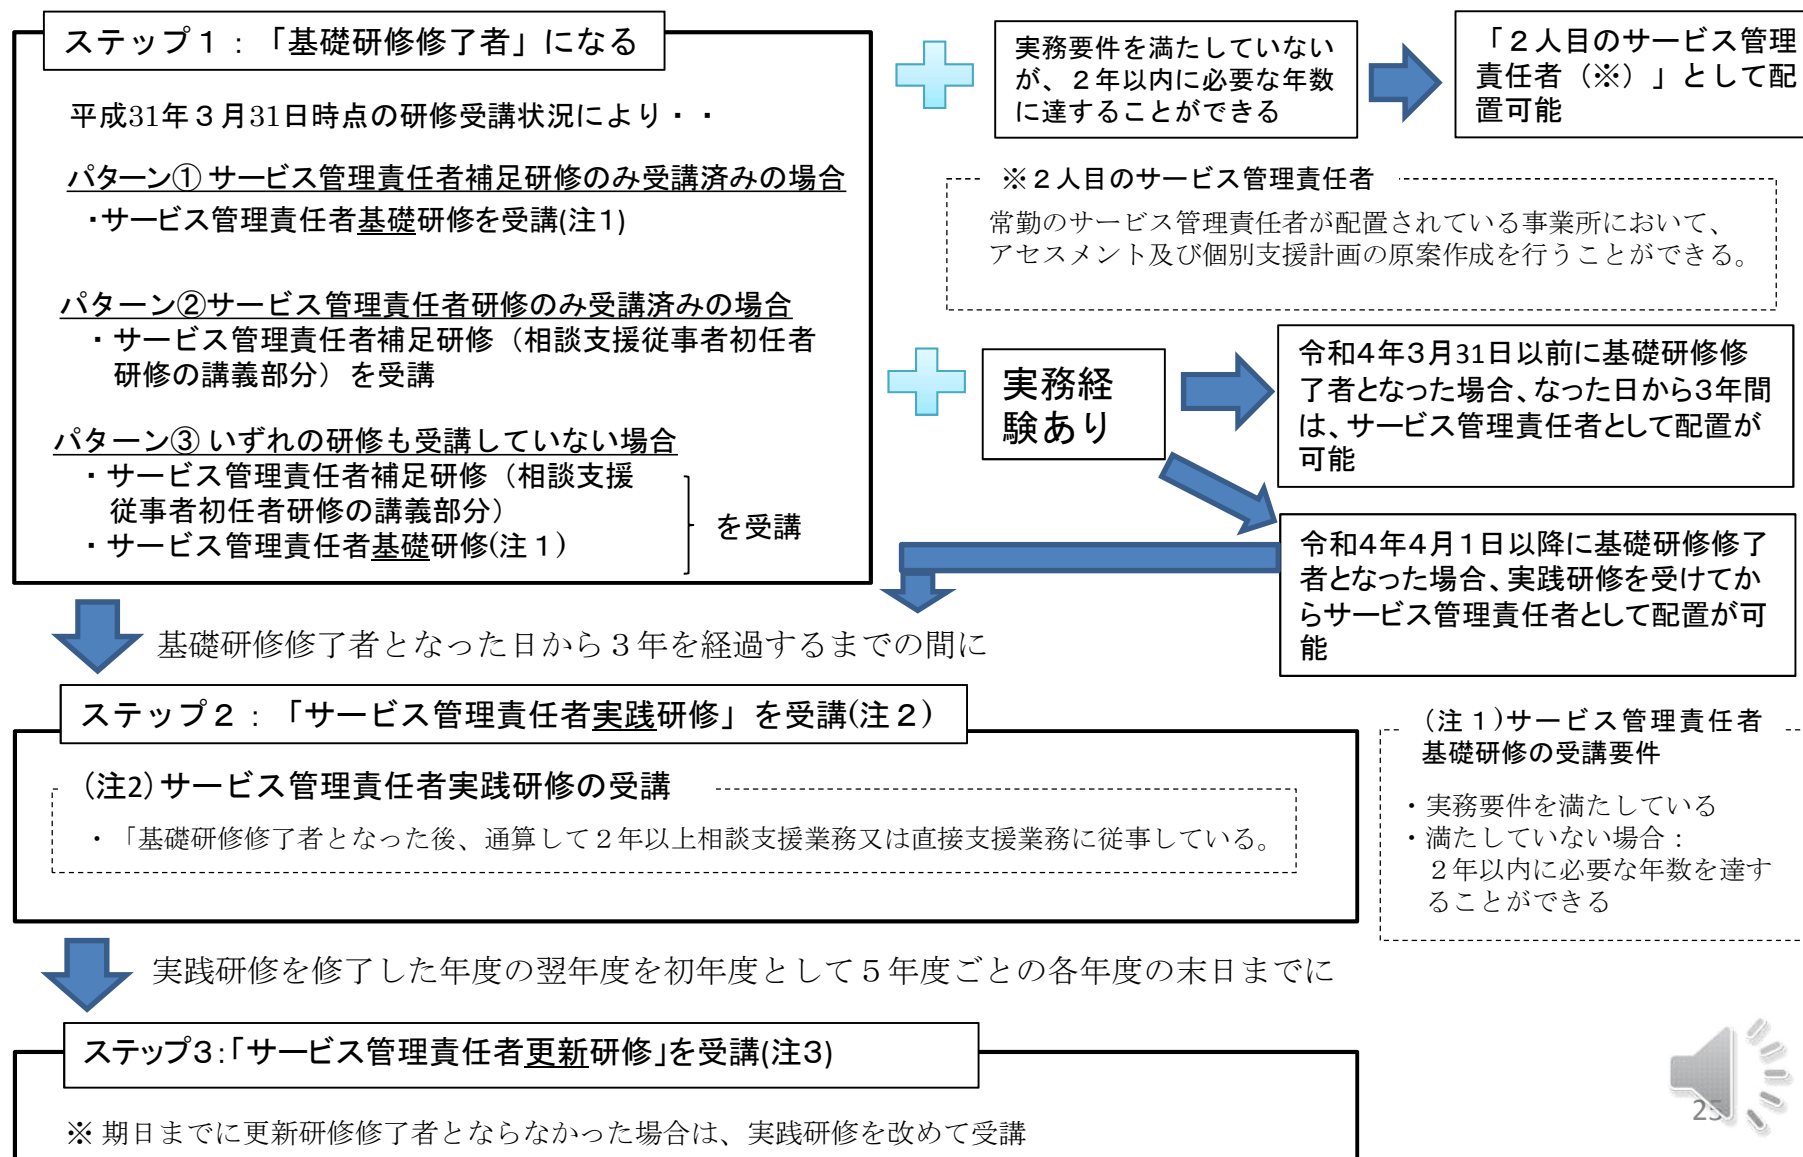 ステップ１：「基礎研修修了者」になる
平成31年３月31日時点の研修受講状況により・・
パターン① サービス管理責任者補足研修のみ受講済みの場合
・サービス管理責任者基礎研修を受講(注１)
パターン②サービス管理責任者研修のみ受講済みの場合
・サービス管理責任者補足研修（相談支援従事者初任者
研修の講義部分）を受講
パターン③ いずれの研修も受講していない場合
・サービス管理責任者補足研修（相談支援
従事者初任者研修の講義部分）
・サービス管理責任者基礎研修(注１）
を受講
実務要件を満たしていない
が、２年以内に必要な年数
に達することができる
「２人目のサービス管理
責任者（※）」として配
置可能
※２人目のサービス管理責任者
常勤のサービス管理責任者が配置されている事業所において、
アセスメント及び個別支援計画の原案作成を行うことができる。
実務経
験あり
令和４年３月31日以前に基礎研修修
了者となった場合、なった日から３年間
は、サービス管理責任者として配置が
可能
令和４年４月１日以降に基礎研修修了
者となった場合、実践研修を受けてか
らサービス管理責任者として配置が可
能
基礎研修修了者となった日から３年を経過するまでの間に
ステップ２：「サービス管理責任者実践研修」を受講(注２）
(注2)サービス管理責任者実践研修の受講
・「基礎研修修了者となった後、通算して２年以上相談支援業務又は直接支援業務に従事している。
（注１)サービス管理責任者
基礎研修の受講要件
・実務要件を満たしている
・満たしていない場合：
２年以内に必要な年数を達す
ることができる
実践研修を修了した年度の翌年度を初年度として５年度ごとの各年度の末日までに
ステップ３：「サービス管理責任者更新研修」を受講(注３)
※ 期日までに更新研修修了者とならなかった場合は、実践研修を改めて受講
25